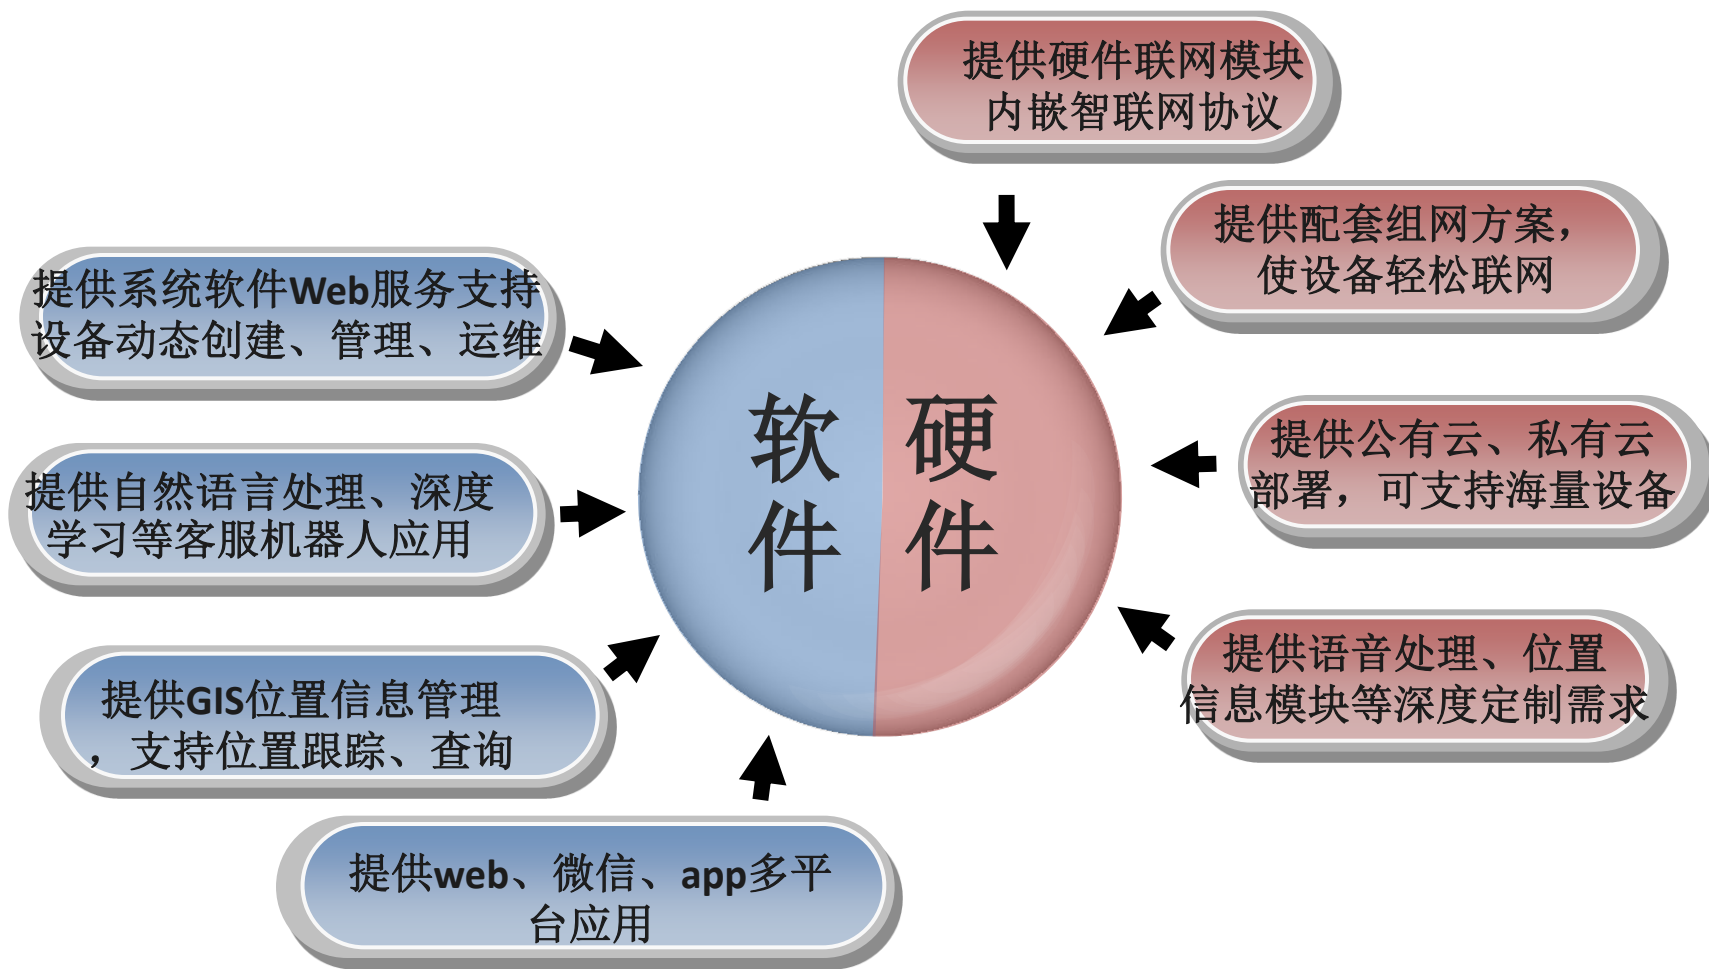 提供硬件联网模块
内嵌智联网协议
提供配套组网方案，
使设备轻松联网
提供系统软件Web服务支持
设备动态创建、管理、运维
软
件
硬
件
提供公有云、私有云
部署，可支持海量设备
提供自然语言处理、深度
学习等客服机器人应用
提供语音处理、位置
信息模块等深度定制需求
提供GIS位置信息管理
，支持位置跟踪、查询
提供web、微信、app多平
台应用